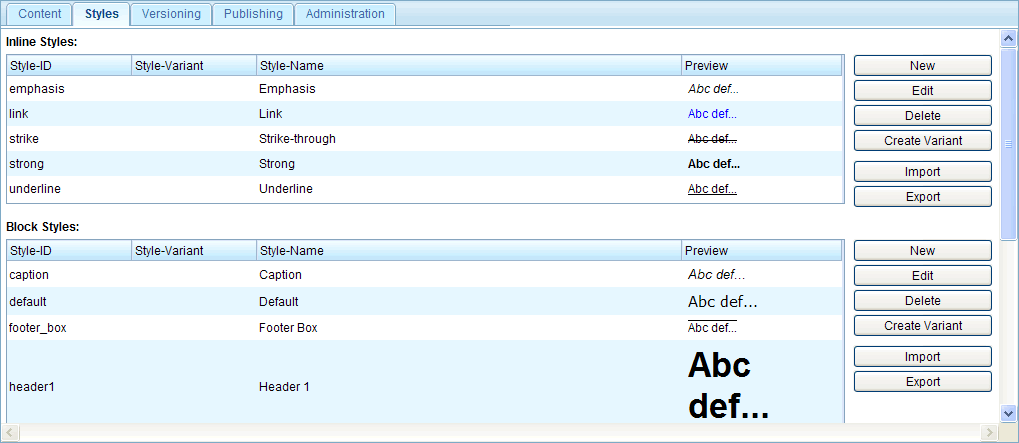 Content Styles Versioning Publishing Administration
Inline Styles:
Style-ID Style-Variant Style-Name Preview New
emphasis Emphasis Abc def... Edit
link Link Abc def... Delete
strike Strike-through Abc def... Create Variant
strong Strong Abc def... Import
underline Underline Abc def... Export
Block Styles:
Style-ID Style-Variant Style-Name Preview New
caption Caption Abc def... Edit
default Default Abc def... Delete
footer_box Footer Box Abc def... Create Variant
header1 Header 1 Abc Import
def... Export